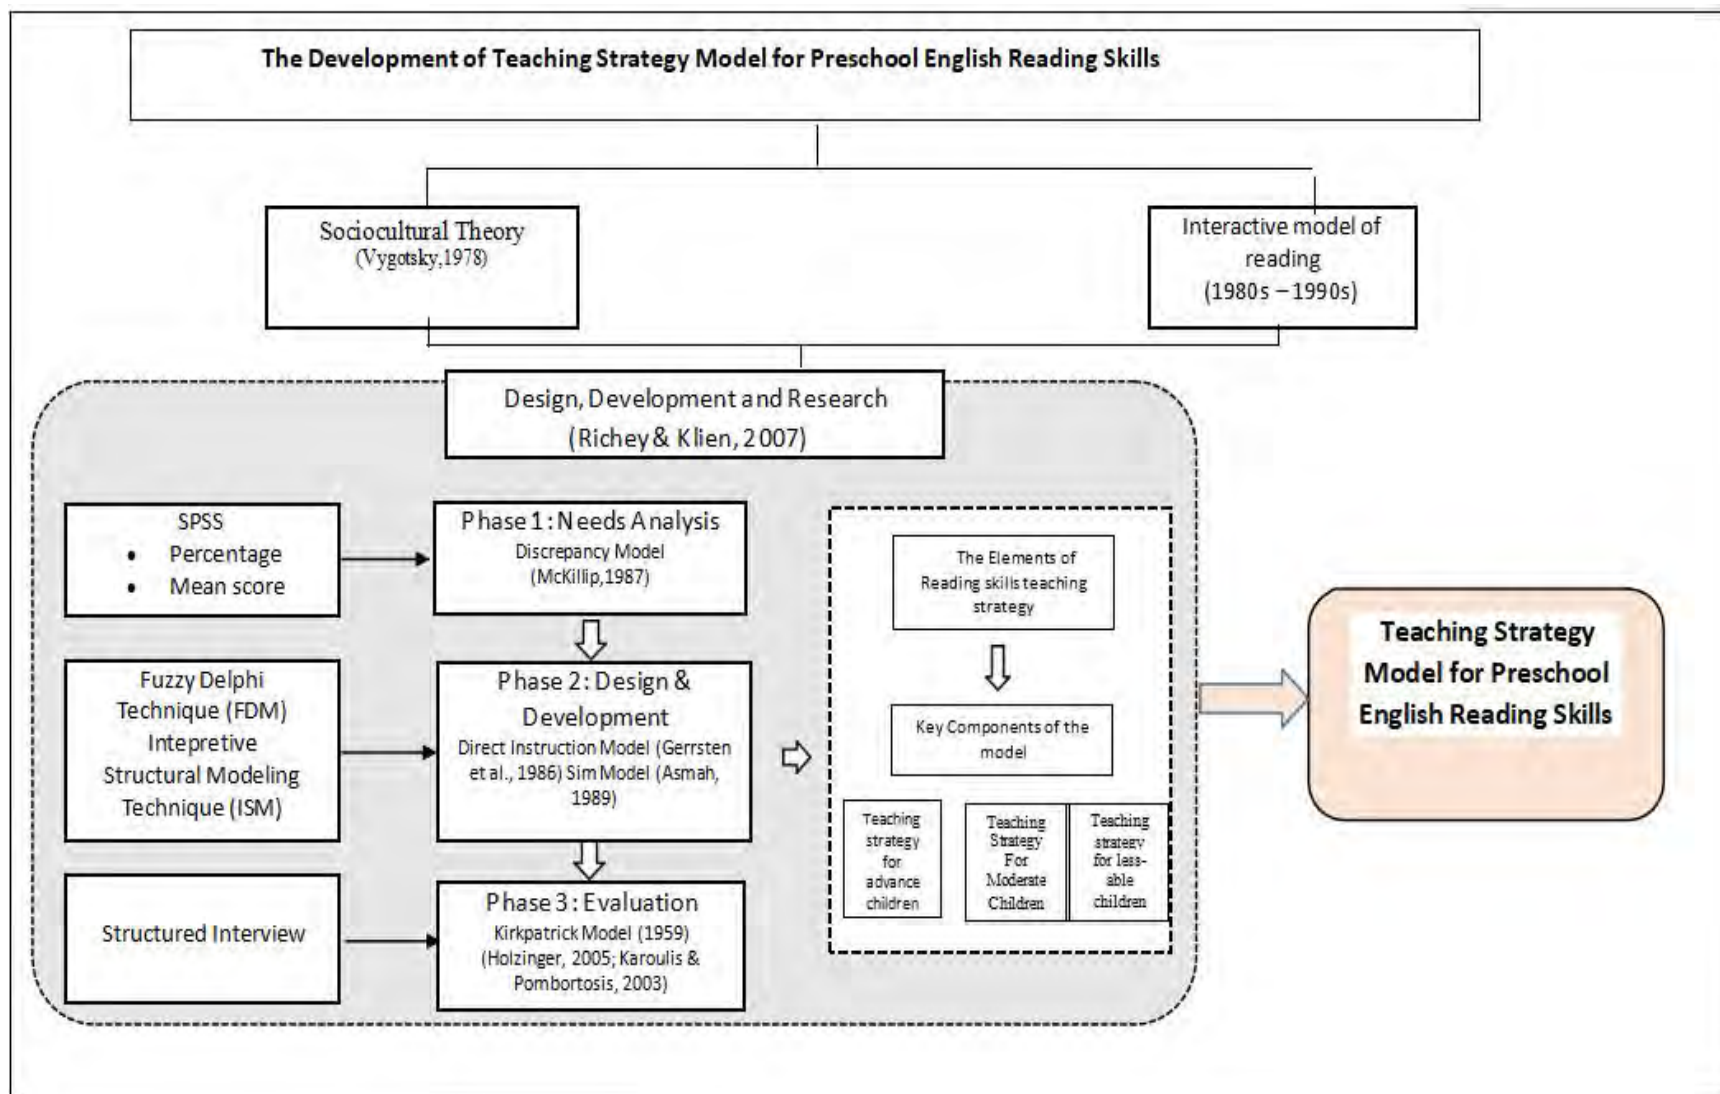 The Development of Teaching Strategy Model for Preschool English Reading Skills
Sociocultural Theory
(Vygotsky,1978)
Interactive model of
reading
(1980s – 1990s)
Design, Development and Research
(Richey & Klien, 2007)
SPSS
• Percentage
• Mean score
Phase 1: Needs Analysis
Discrepancy Model
(McKillip,1987)
Fuzzy Delphi
Technique (FDM)
Intepretive
Structural Modeling
Technique (ISM)
Phase 2: Design &
Development
Direct Instruction Model (Gerrsten
et al., 1986) Sim Model (Asmah,
1989)
Structured Interview
Phase 3: Evaluation
Kirkpatrick Model (1959)
(Holzinger, 2005; Karoulis &
Pombortosis, 2003)
The Elements of
Reading skills teaching
strategy
Key Components of the
model
Teaching
strategy
for
advance
children
Teaching
Strategy
For
Moderate
Children
Teaching
strategy
for less-
able
children
Teaching Strategy
Model for Preschool
English Reading Skills